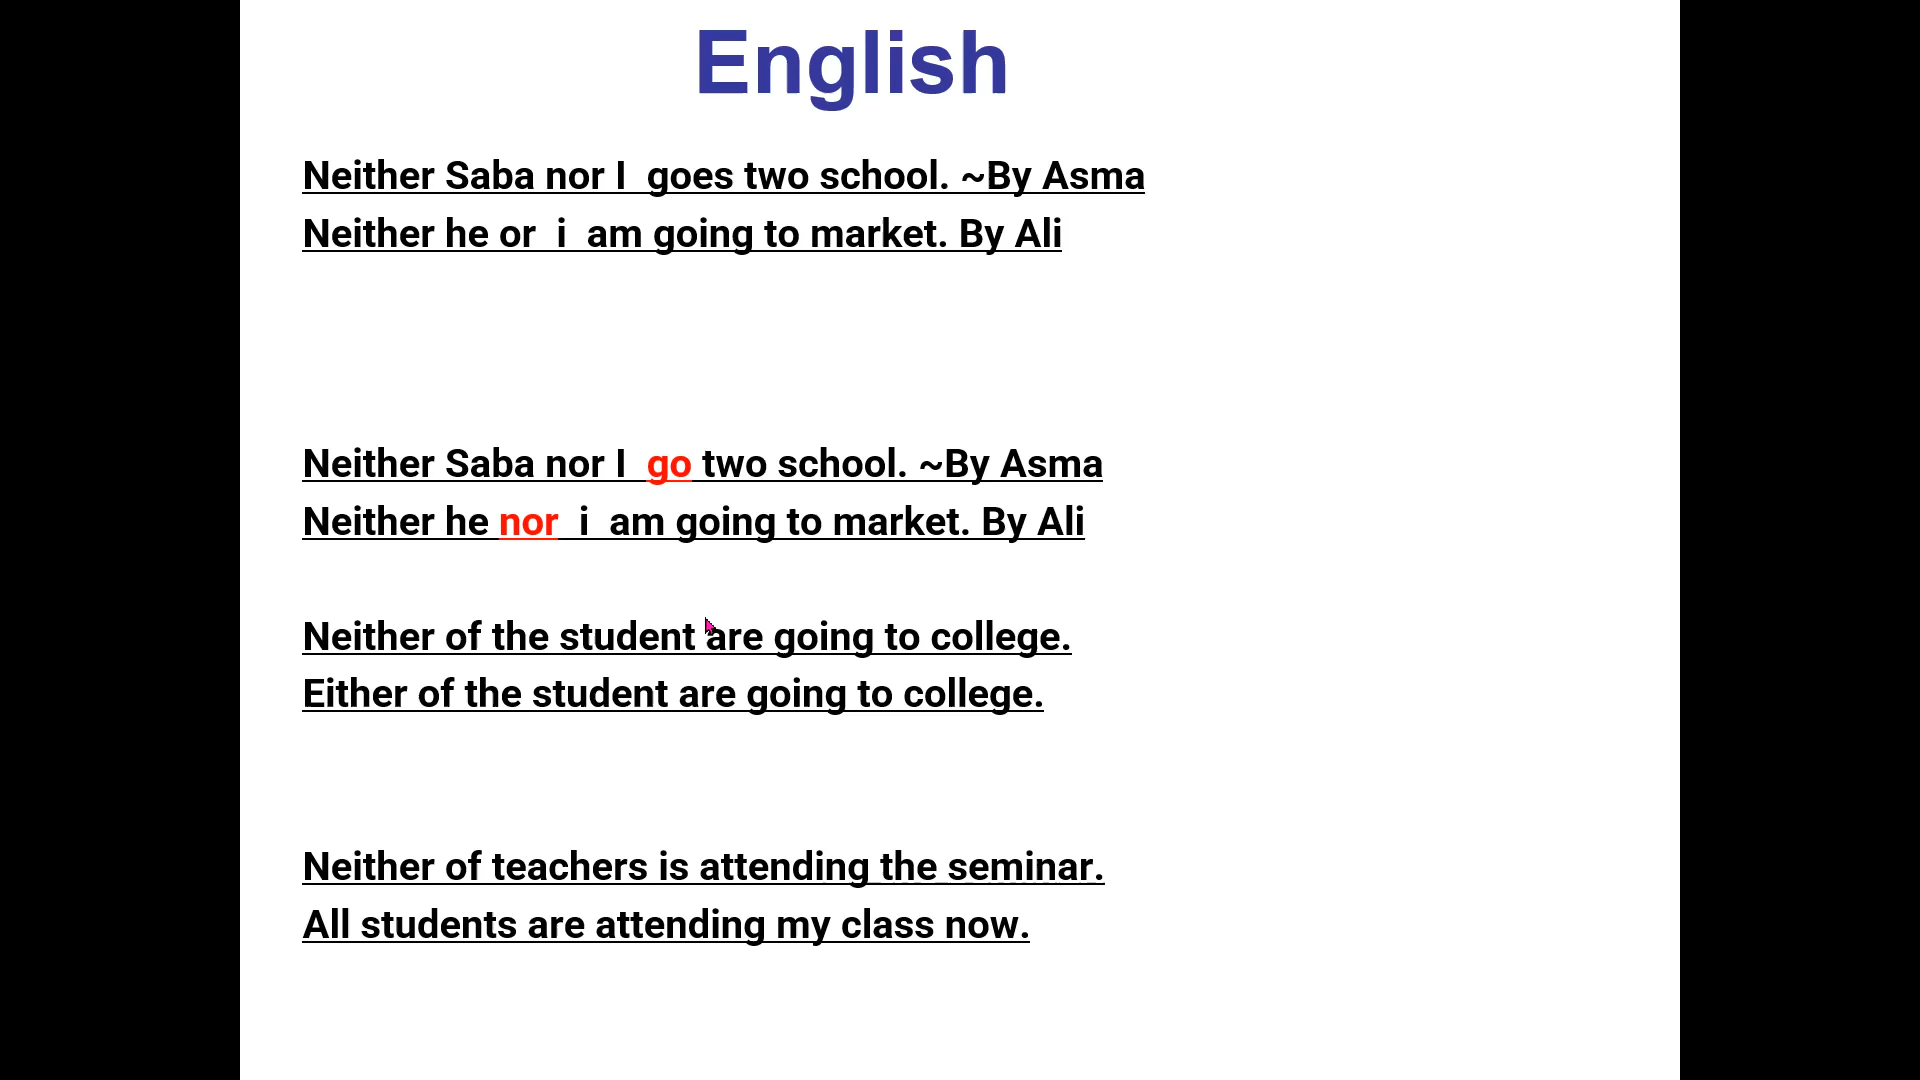 English
Neither Saba nor I goes two school. ~By Asma
Neither he or i am going to market. By Ali
Neither Saba nor I go two school. ~By Asma
Neither he nor i am going to market. By Ali
Neither of the student are going to college.
Either of the student are going to college.
Neither of teachers is attending the seminar.
All students are attending my class now.